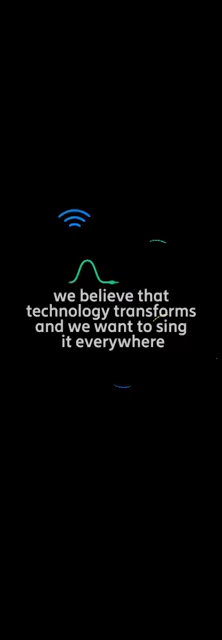 we believe that
technology transforms
and we want to sing
it everywhere